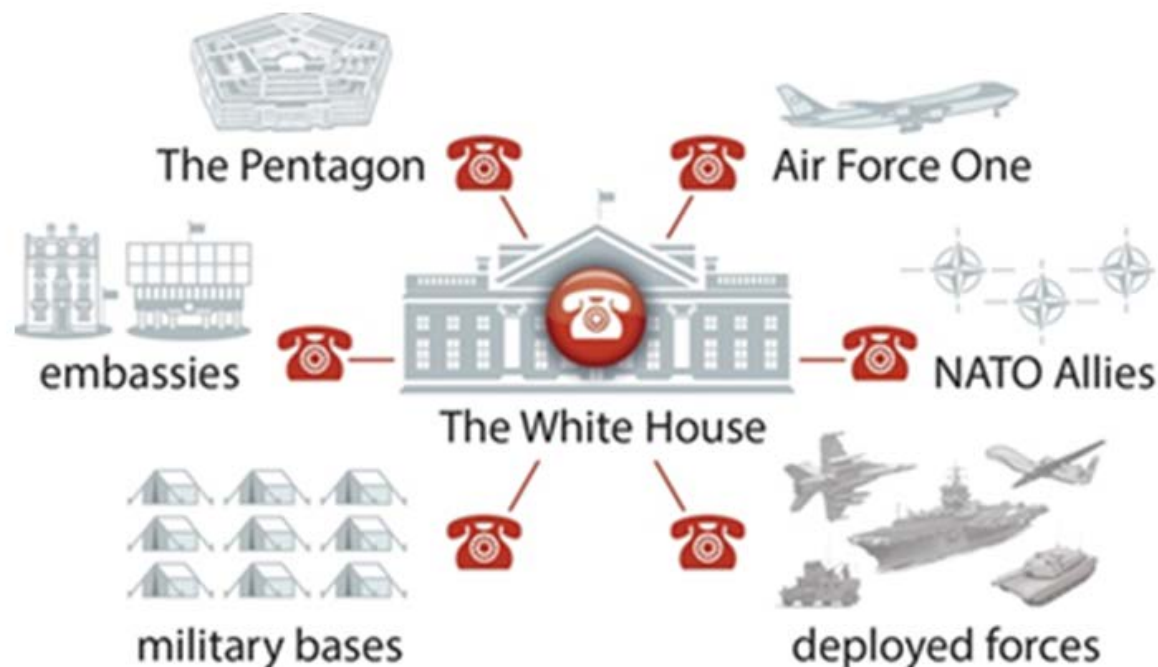 The Pentagon
Air Force One
embassies
NATO Allies
The White House
military bases
deployed forces